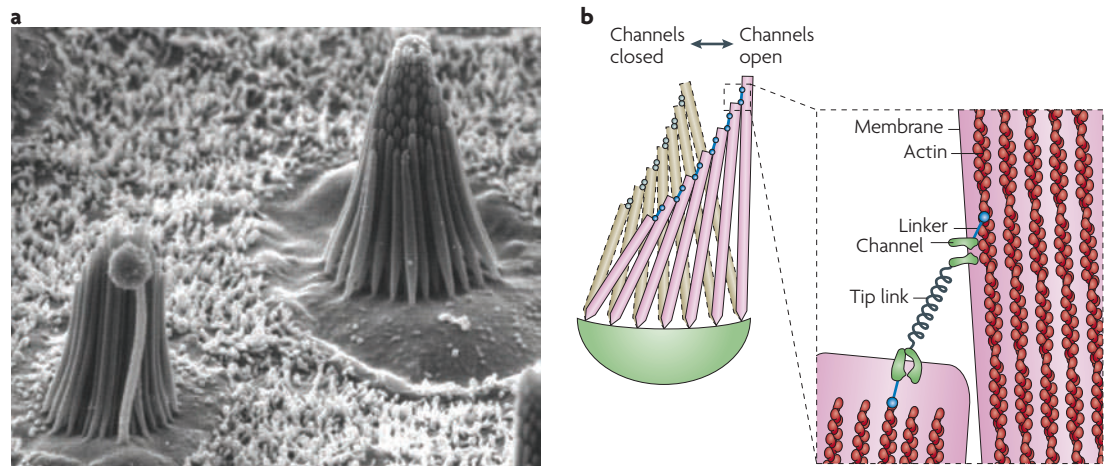 a
b
Channels
closed
Channels
open
Membrane
Actin
Linker
Channel
Tip link